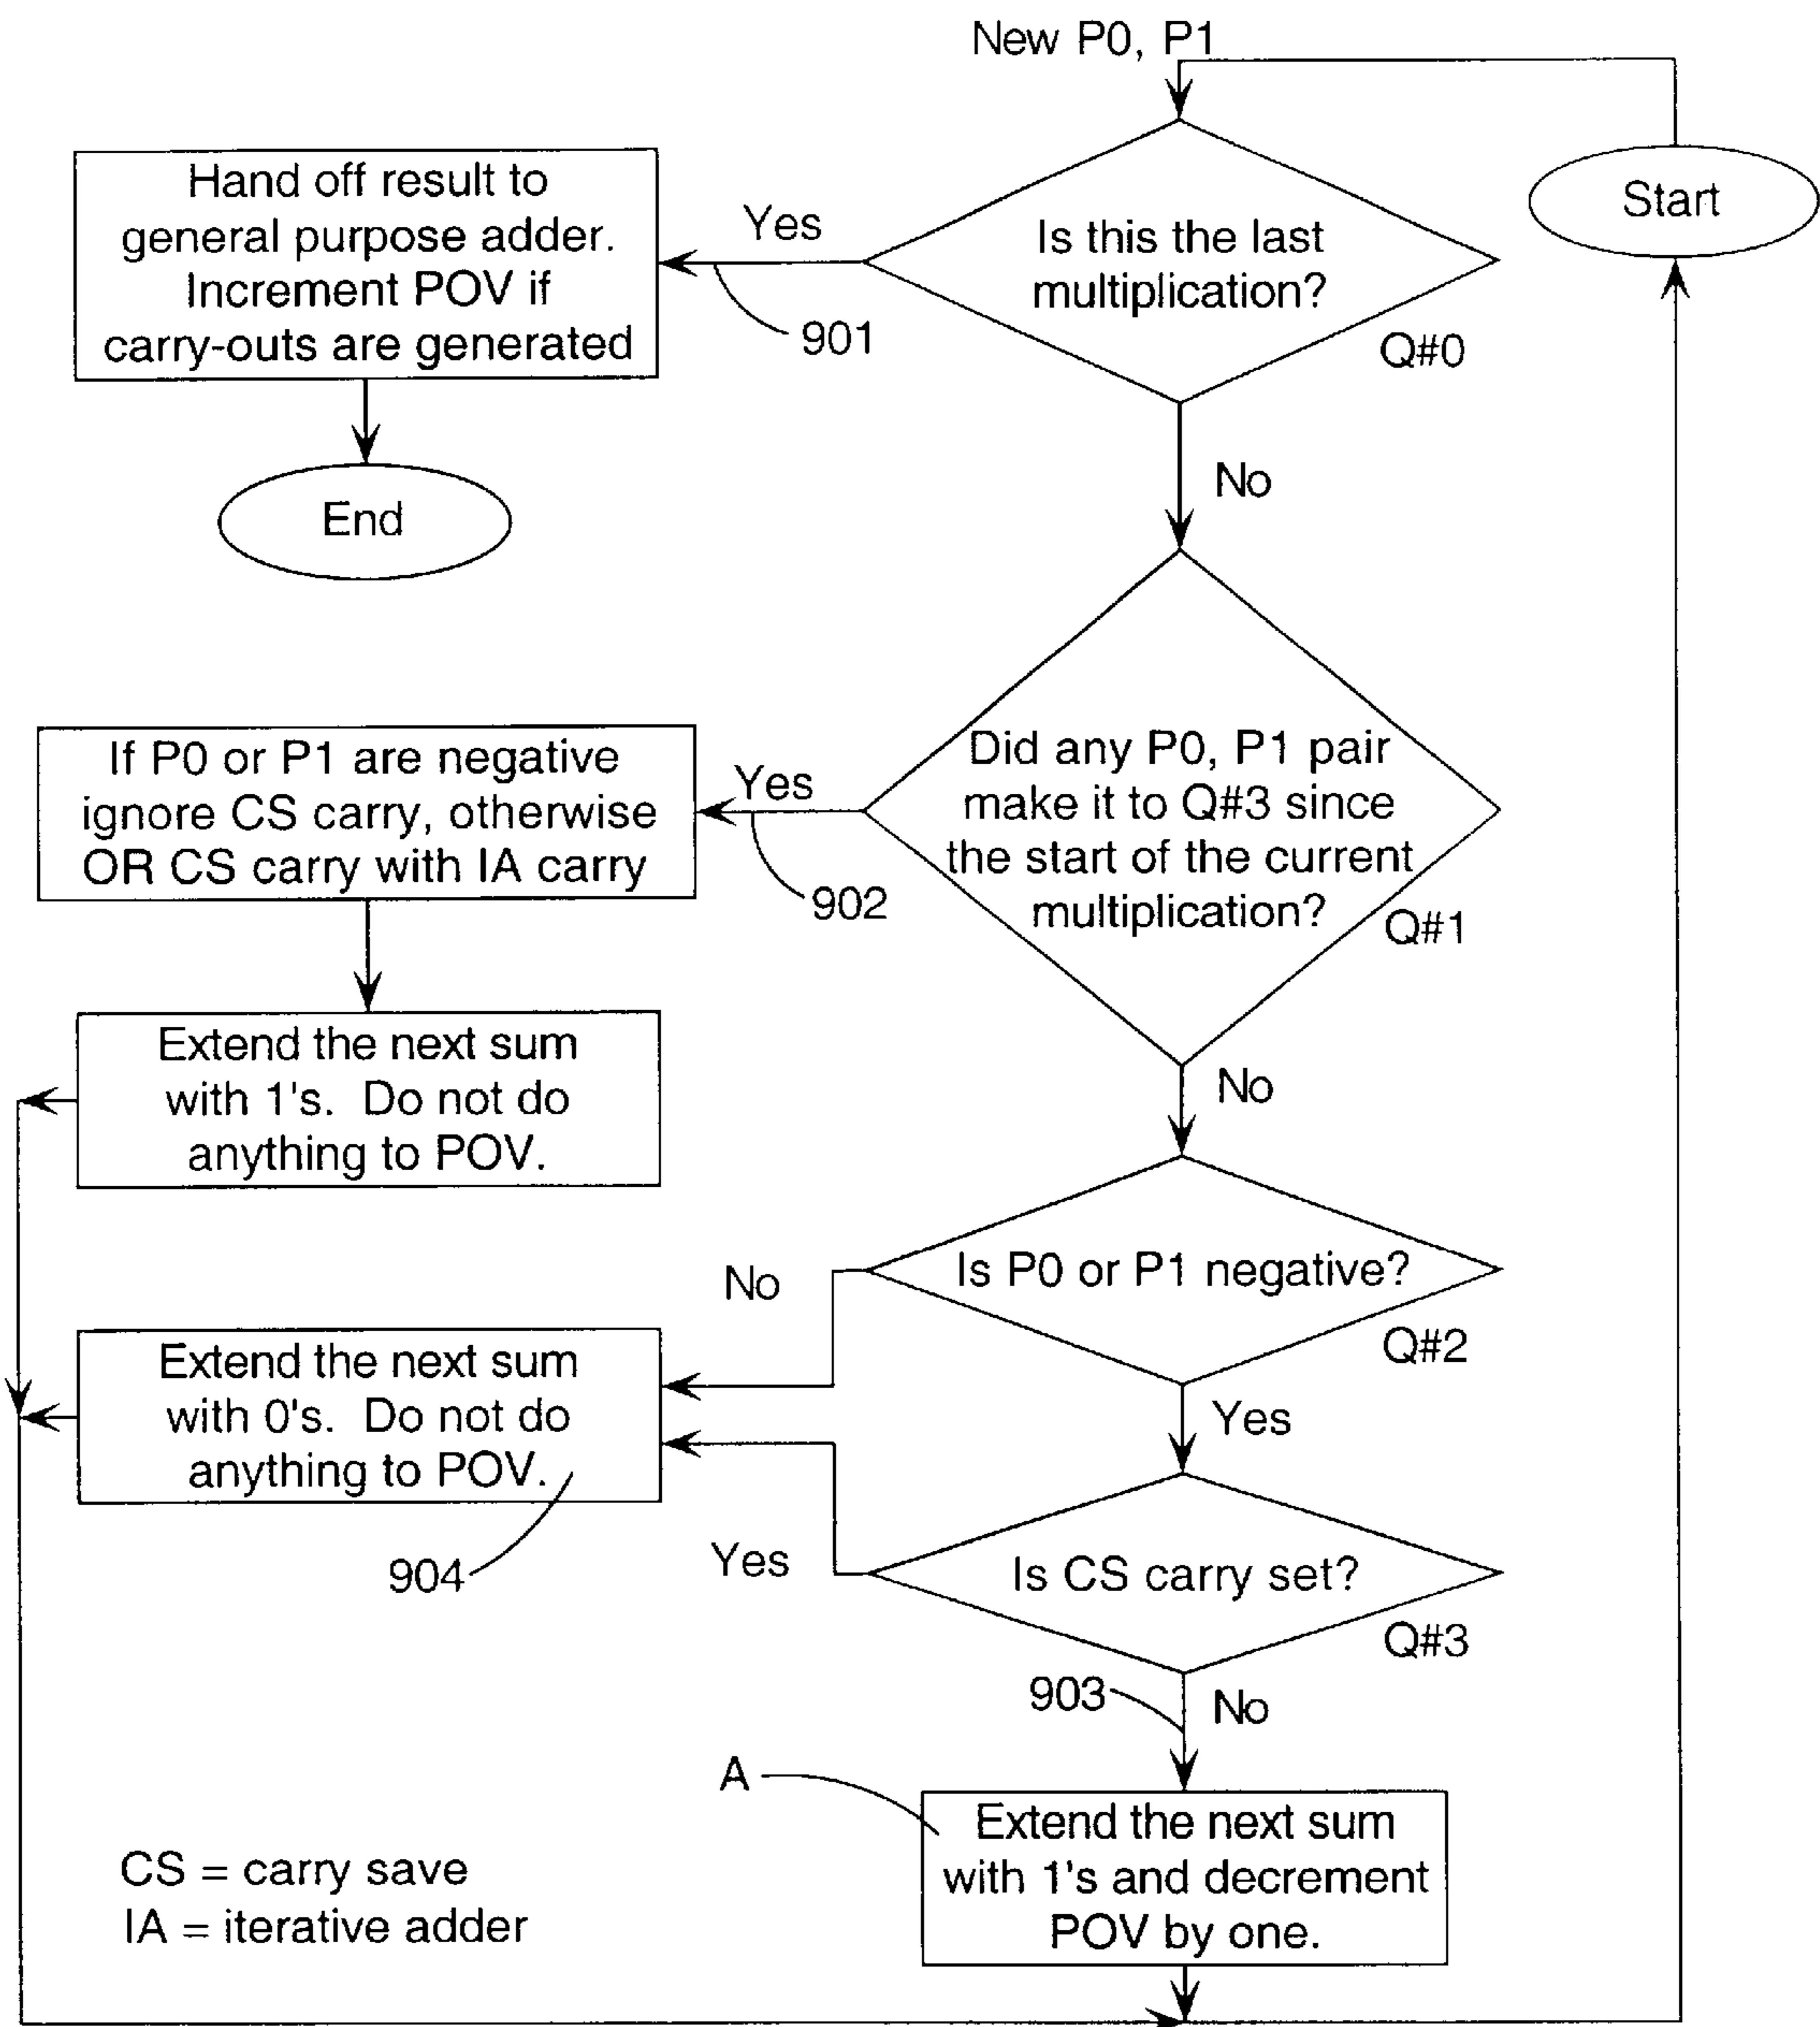 New P0, P1
Start
Hand off result to
general purpose adder.
Increment POV if
carry-outs are generated
Yes
901
Is this the last
multiplication?
Q#0
End
No
If P0 or P1 are negative
ignore CS carry, otherwise
OR CS carry with IA carry
Yes
902
Did any P0, P1 pair
make it to Q#3 since
the start of the current
multiplication?
Q#1
Extend the next sum
with 1's. Do not do
anything to POV.
No
Is P0 or P1 negative?
Q#2
No
Extend the next sum
with 0's. Do not do
anything to POV.
904
Yes
Yes
Is CS carry set?
Q#3
903
No
A
Extend the next sum
with 1's and decrement
POV by one.
CS = carry save
IA = iterative adder